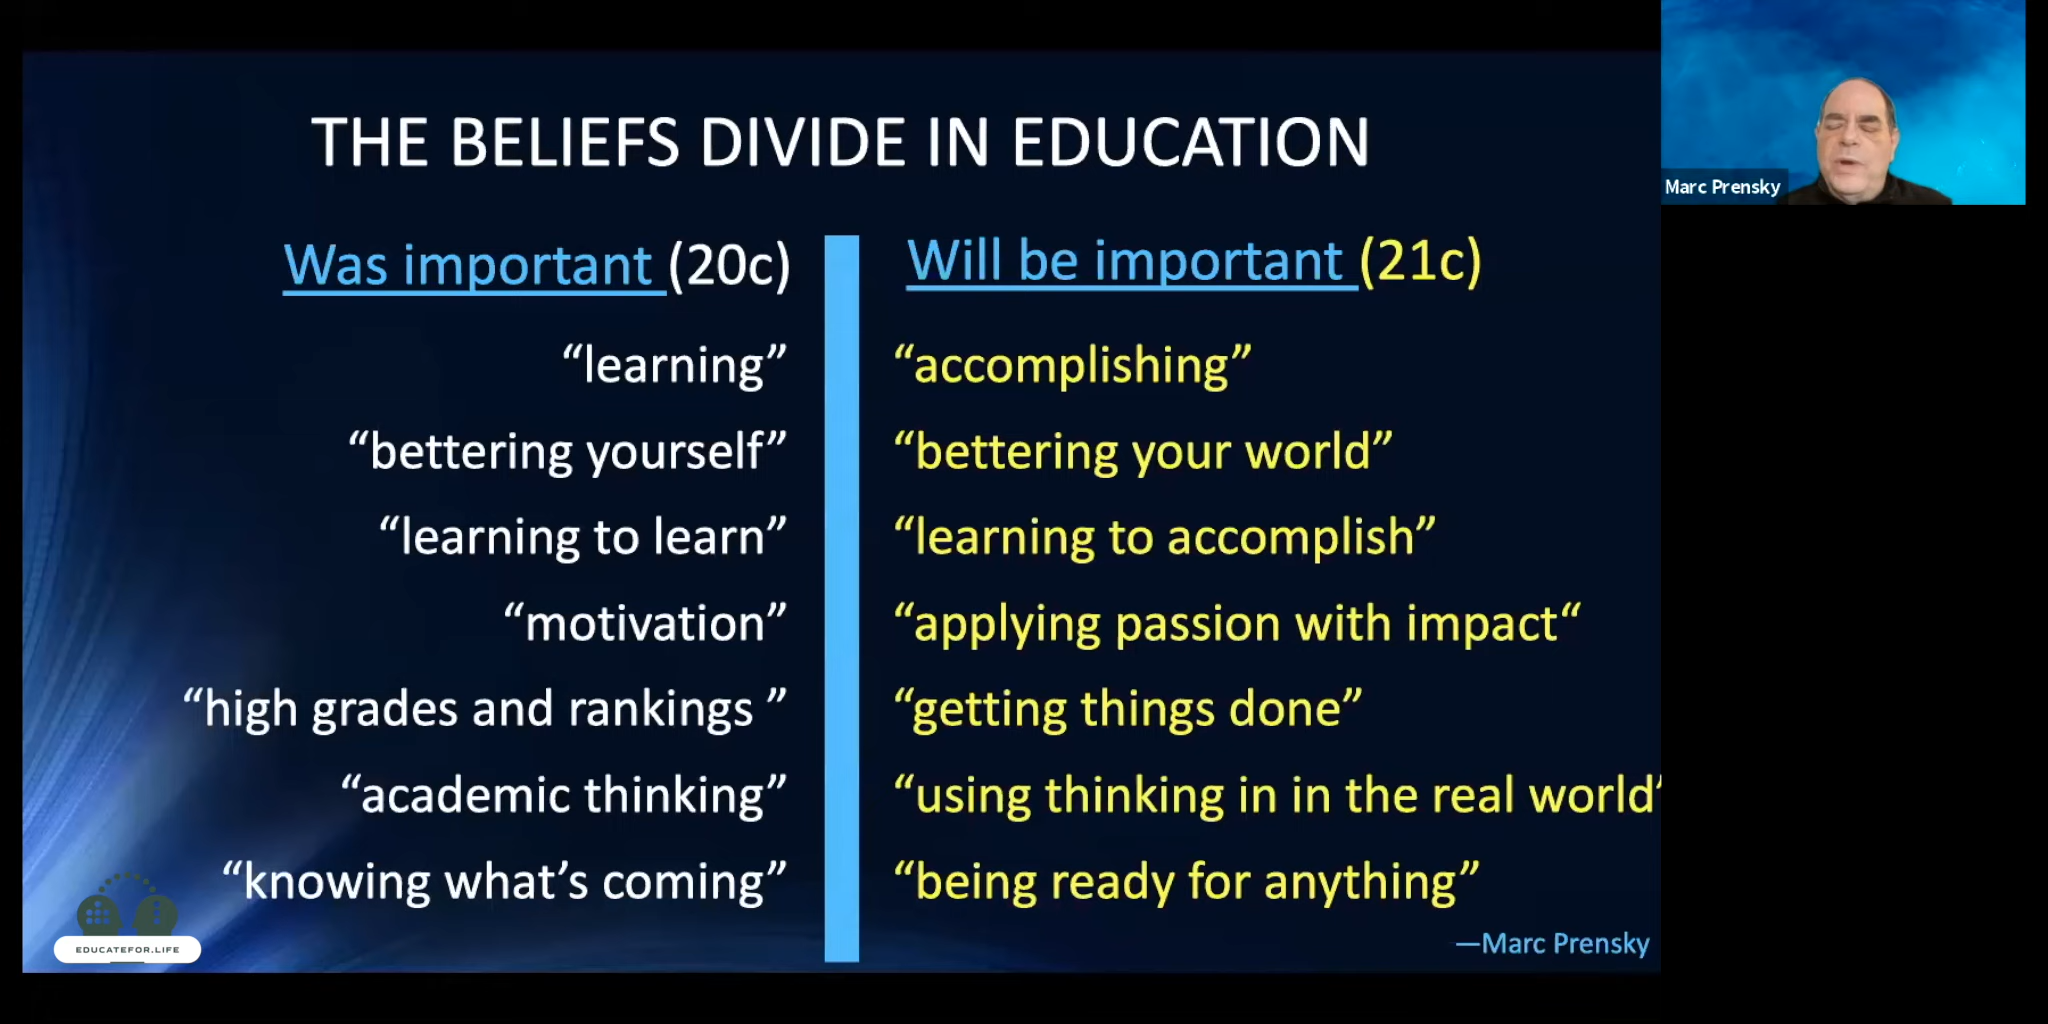 THE BELIEFS DIVIDE IN EDUCATION
Marc Prensky
Was important (20c)
Will be important (21c)
“learning”
“accomplishing”
“bettering yourself”
“bettering your world”
“learning to learn”
“learning to accomplish”
“motivation”
“applying passion with impact“
“high grades and rankings ”
“getting things done”
“academic thinking”
“using thinking in in the real world”
“knowing what’s coming”
“being ready for anything”
EDUCATEFOR.LIFE
—Marc Prensky